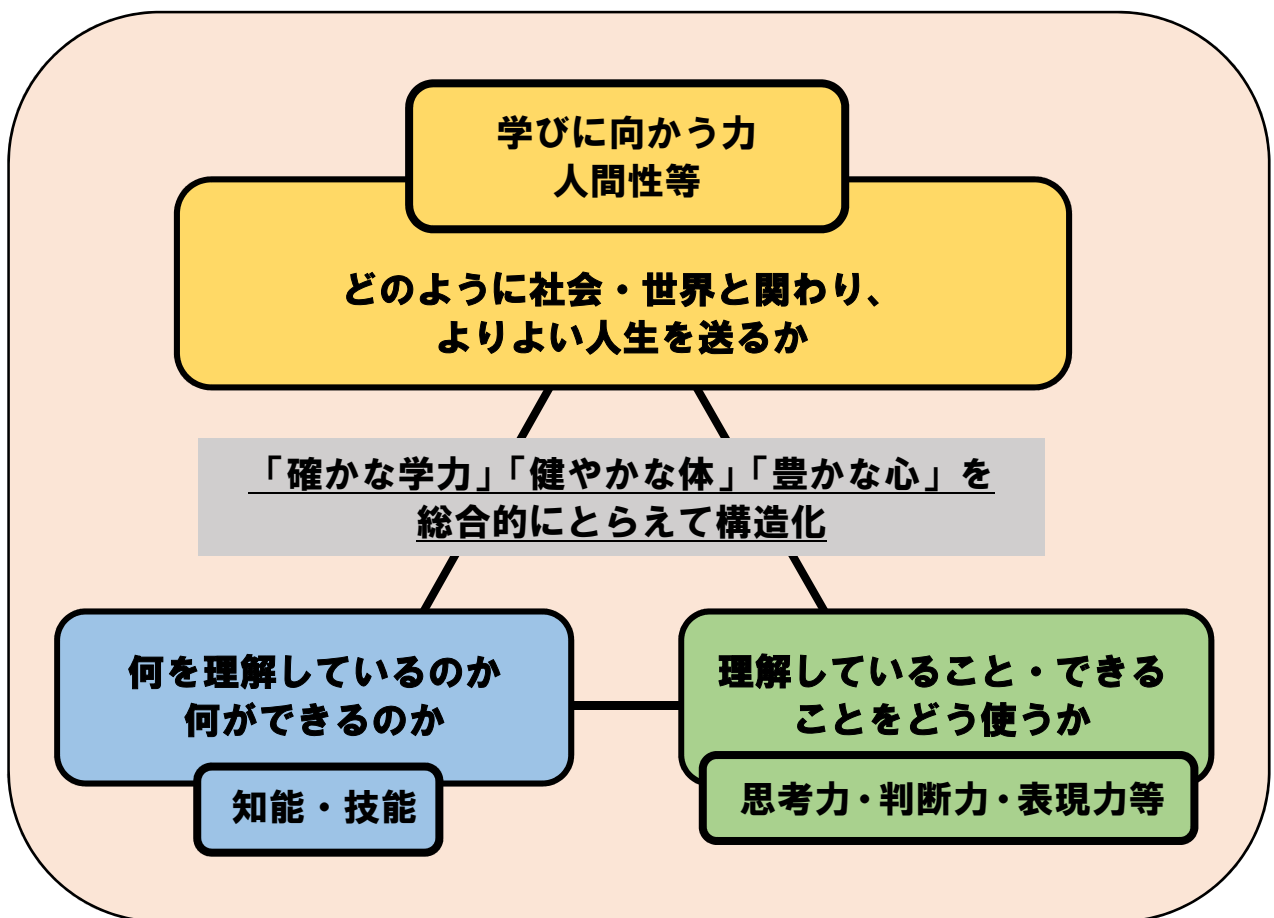 学びに向かう力
人間性等
どのように社会・世界と関わり、
よりよい人生を送るか
「確かな学力」「健やかな体」「豊かな心」を
総合的にとらえて構造化
何を理解しているのか
何ができるのか
知能・技能
理解していること・できる
ことをどう使うか
思考力・判断力・表現力等